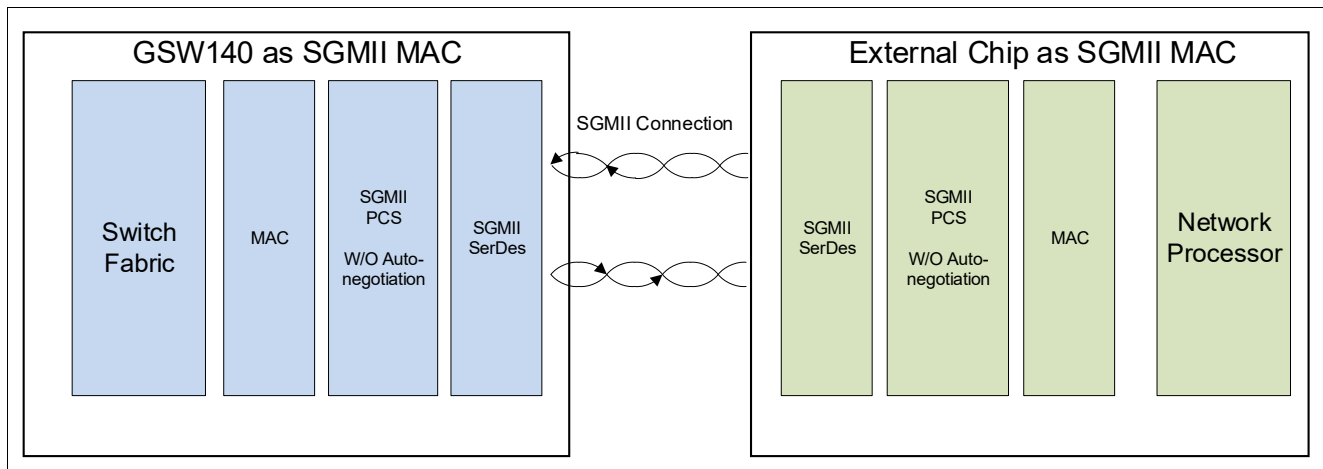 GSW140 as SGMII MAC
Switch
Fabric
MAC
SGMII
PCS
W/O Auto-
negotiation
SGMII
SerDes
SGMII Connection
External Chip as SGMII MAC
SGMII
SerDes
SGMII
PCS
W/O Auto-
negotiation
MAC
Network
Processor